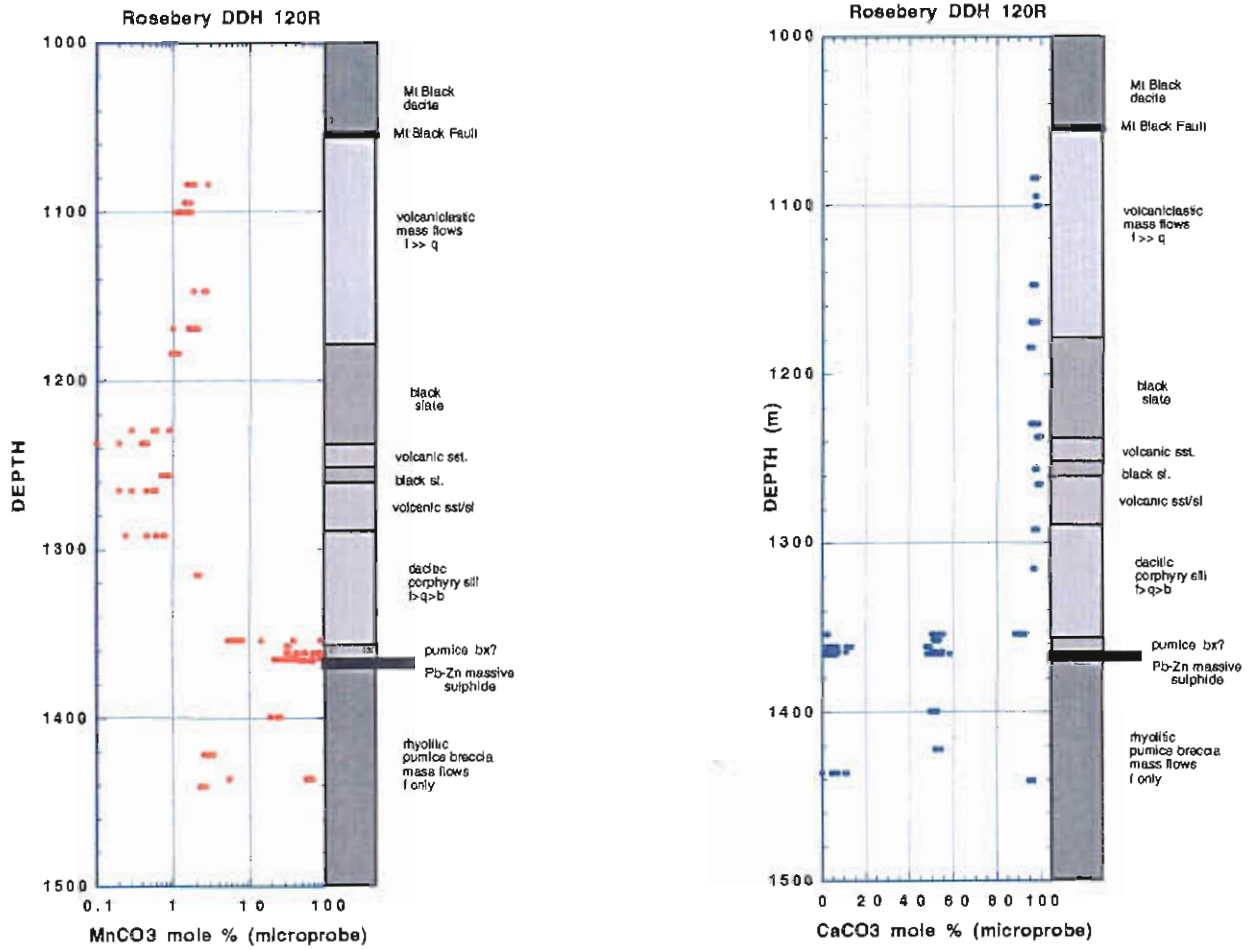 Rosebery DDH 120R
1000
1100
1200
1300
1400
1500
DEPTH
0.1 1 10 100
MnCO3 mole % (microprobe)
Mt Black
dacite
Mt Black Fault
volcaniclastic
mass flows
f >> q
black
slate
volcanic sst.
black sl.
volcanic sst/sl
dacitic
porphyry sill
f>q>b
pumice bx?
Pb-Zn massive
sulphide
rhyolitic
pumice breccia
mass flows
f only
Rosebery DDH 120R
1000
1100
1200
1300
1400
1500
DEPTH (m)
0 20 40 60 80 100
CaCO3 mole % (microprobe)
Mt Black
dacite
Mt Black Fault
volcaniclastic
mass flows
f >> q
black
slate
volcanic sst.
black sl.
volcanic sst/sl
dacitic
porphyry sill
f>q>b
pumice bx?
Pb-Zn massive
sulphide
rhyolitic
pumice breccia
mass flows
f only